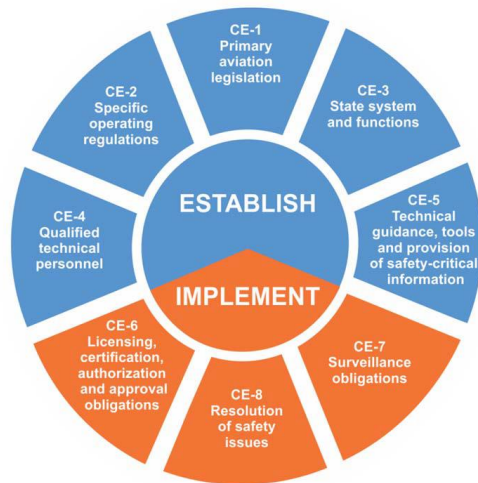 CE-1
Primary
aviation
legislation
CE-2
Specific
operating
regulations
CE-3
State system
and functions
CE-4
Qualified
technical
personnel
ESTABLISH
CE-5
Technical
guidance, tools
and provision
of safety-critical
information
IMPLEMENT
CE-6
Licensing,
certification,
authorization
and approval
obligations
CE-7
Surveillance
obligations
CE-8
Resolution
of safety
issues